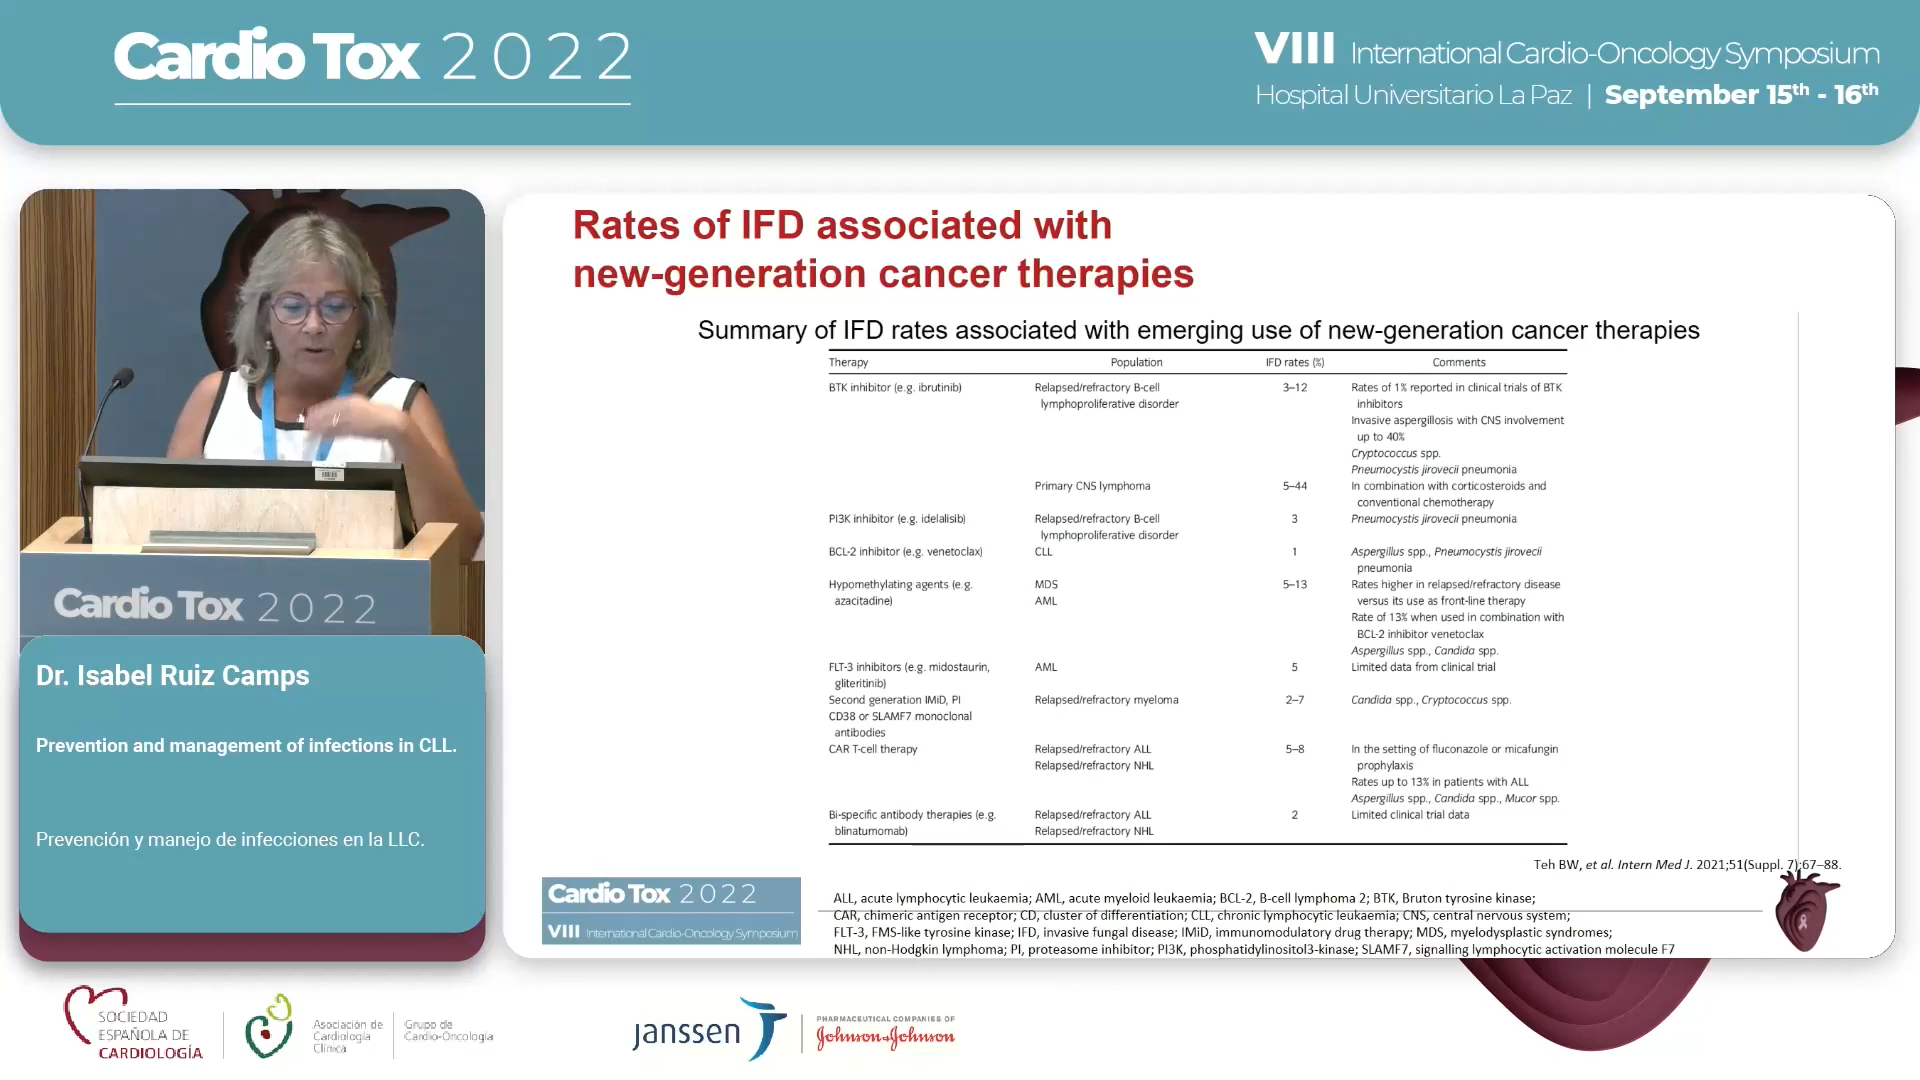 Cardio Tox 2022
VIII International Cardio-Oncology Symposium
Hospital Universitario La Paz | September 15th - 16th
Cardio Tox 2022
Dr. Isabel Ruiz Camps
Prevention and management of infections in CLL.
Prevención y manejo de infecciones en la LLC.
Rates of IFD associated with
new-generation cancer therapies
Summary of IFD rates associated with emerging use of new-generation cancer therapies
Therapy Population IFD rates (%) Comments
BTK inhibitor (e.g. ibrutinib) Relapsed/refractory B-cell 3–12 Rates of 1% reported in clinical trials of BTK
lymphoproliferative disorder inhibitors
Invasive aspergillosis with CNS involvement
up to 40%
Cryptococcus spp.
Pneumocystis jirovecii pneumonia
Primary CNS lymphoma 5–44 In combination with corticosteroids and
conventional chemotherapy
PI3K inhibitor (e.g. idelalisib) Relapsed/refractory B-cell 3 Pneumocystis jirovecii pneumonia
lymphoproliferative disorder
BCL-2 inhibitor (e.g. venetoclax) CLL 1 Aspergillus spp., Pneumocystis jirovecii
pneumonia
Hypomethylating agents (e.g. MDS 5–13 Rates higher in relapsed/refractory disease
azacitadine) AML versus its use as front-line therapy
Rate of 13% when used in combination with
BCL-2 inhibitor venetoclax
Aspergillus spp., Candida spp.
FLT-3 inhibitors (e.g. midostaurin, AML 5 Limited data from clinical trial
gliteritinib)
Second generation IMiD, PI Relapsed/refractory myeloma 2–7 Candida spp., Cryptococcus spp.
CD38 or SLAMF7 monoclonal
antibodies
CAR T-cell therapy Relapsed/refractory ALL 5–8 In the setting of fluconazole or micafungin
Relapsed/refractory NHL prophylaxis
Rates up to 13% in patients with ALL
Aspergillus spp., Candida spp., Mucor spp.
Bi-specific antibody therapies (e.g. Relapsed/refractory ALL 2 Limited clinical trial data
blinatumomab) Relapsed/refractory NHL
Teh BW, et al. Intern Med J. 2021;51(Suppl. 7):67–88.
Cardio Tox 2022
VIII International Cardio-Oncology Symposium
ALL, acute lymphocytic leukaemia; AML, acute myeloid leukaemia; BCL-2, B-cell lymphoma 2; BTK, Bruton tyrosine kinase;
CAR, chimeric antigen receptor; CD, cluster of differentiation; CLL, chronic lymphocytic leukaemia; CNS, central nervous system;
FLT-3, FMS-like tyrosine kinase; IFD, invasive fungal disease; IMiD, immunomodulatory drug therapy; MDS, myelodysplastic syndromes;
NHL, non-Hodgkin lymphoma; PI, proteasome inhibitor; PI3K, phosphatidylinositol3-kinase; SLAMF7, signalling lymphocytic activation molecule F7
SOCIEDAD
ESPAÑOLA DE
CARDIOLOGÍA
Asociación de
Cardiología
Clínica
Grupo de
Cardio-Oncología
janssen
PHARMACEUTICAL COMPANIES OF
Johnson & Johnson